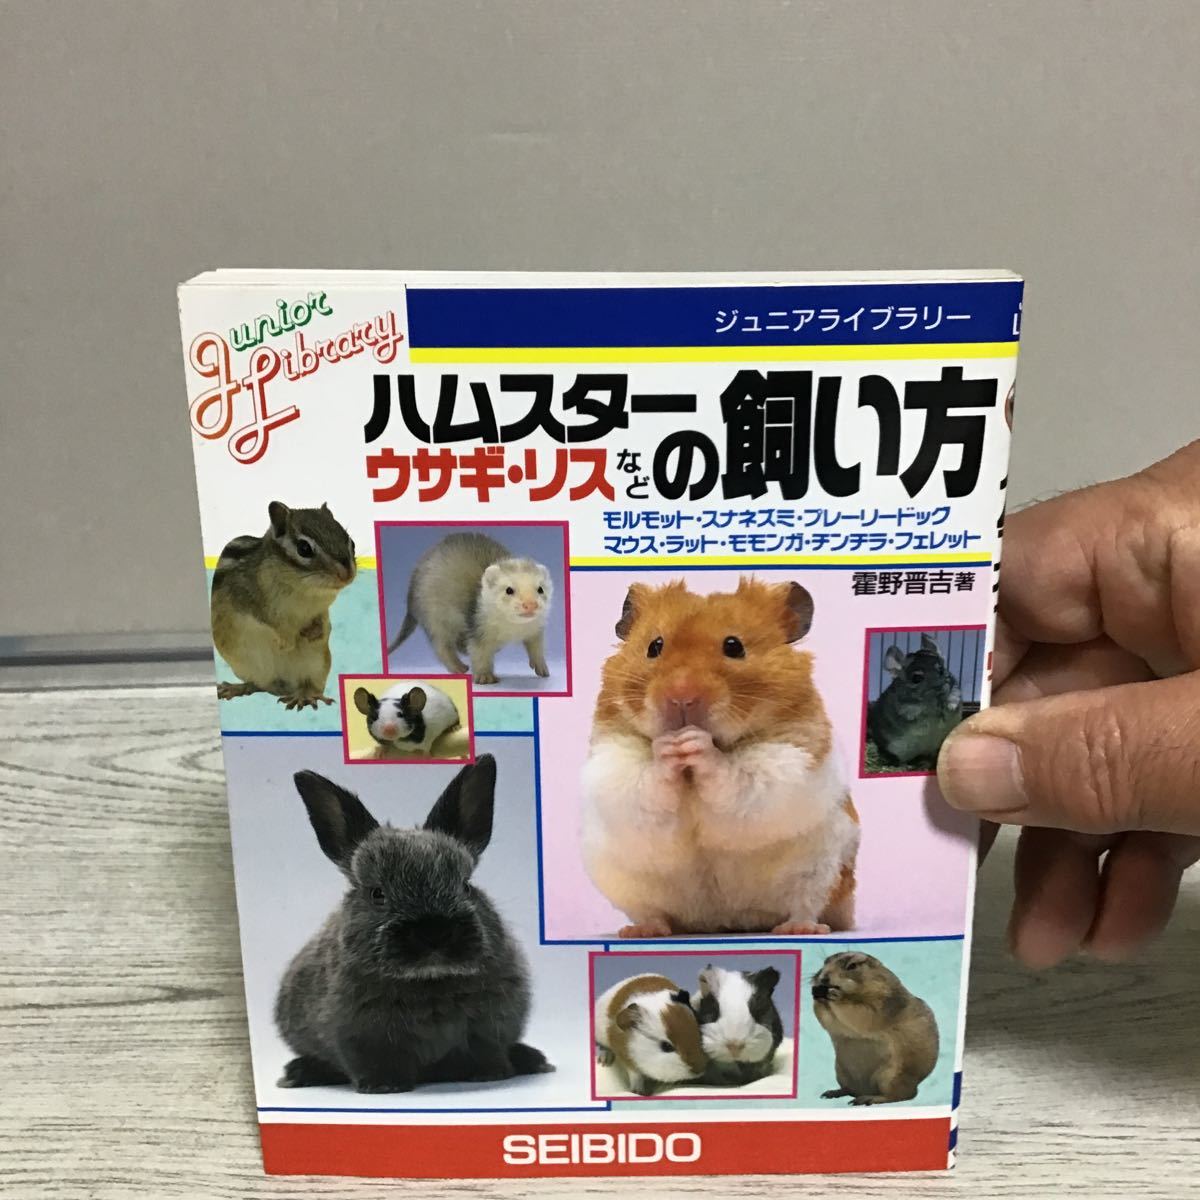 Junior
Library
ジュニアライブラリー
ハムスター
ウサギ・リスなどの飼い方
モルモット・スナネズミ・プレーリードッグ
マウス・ラット・モモンガ・チンチラ・フェレット
霍野晋吉著
SEIBIDO